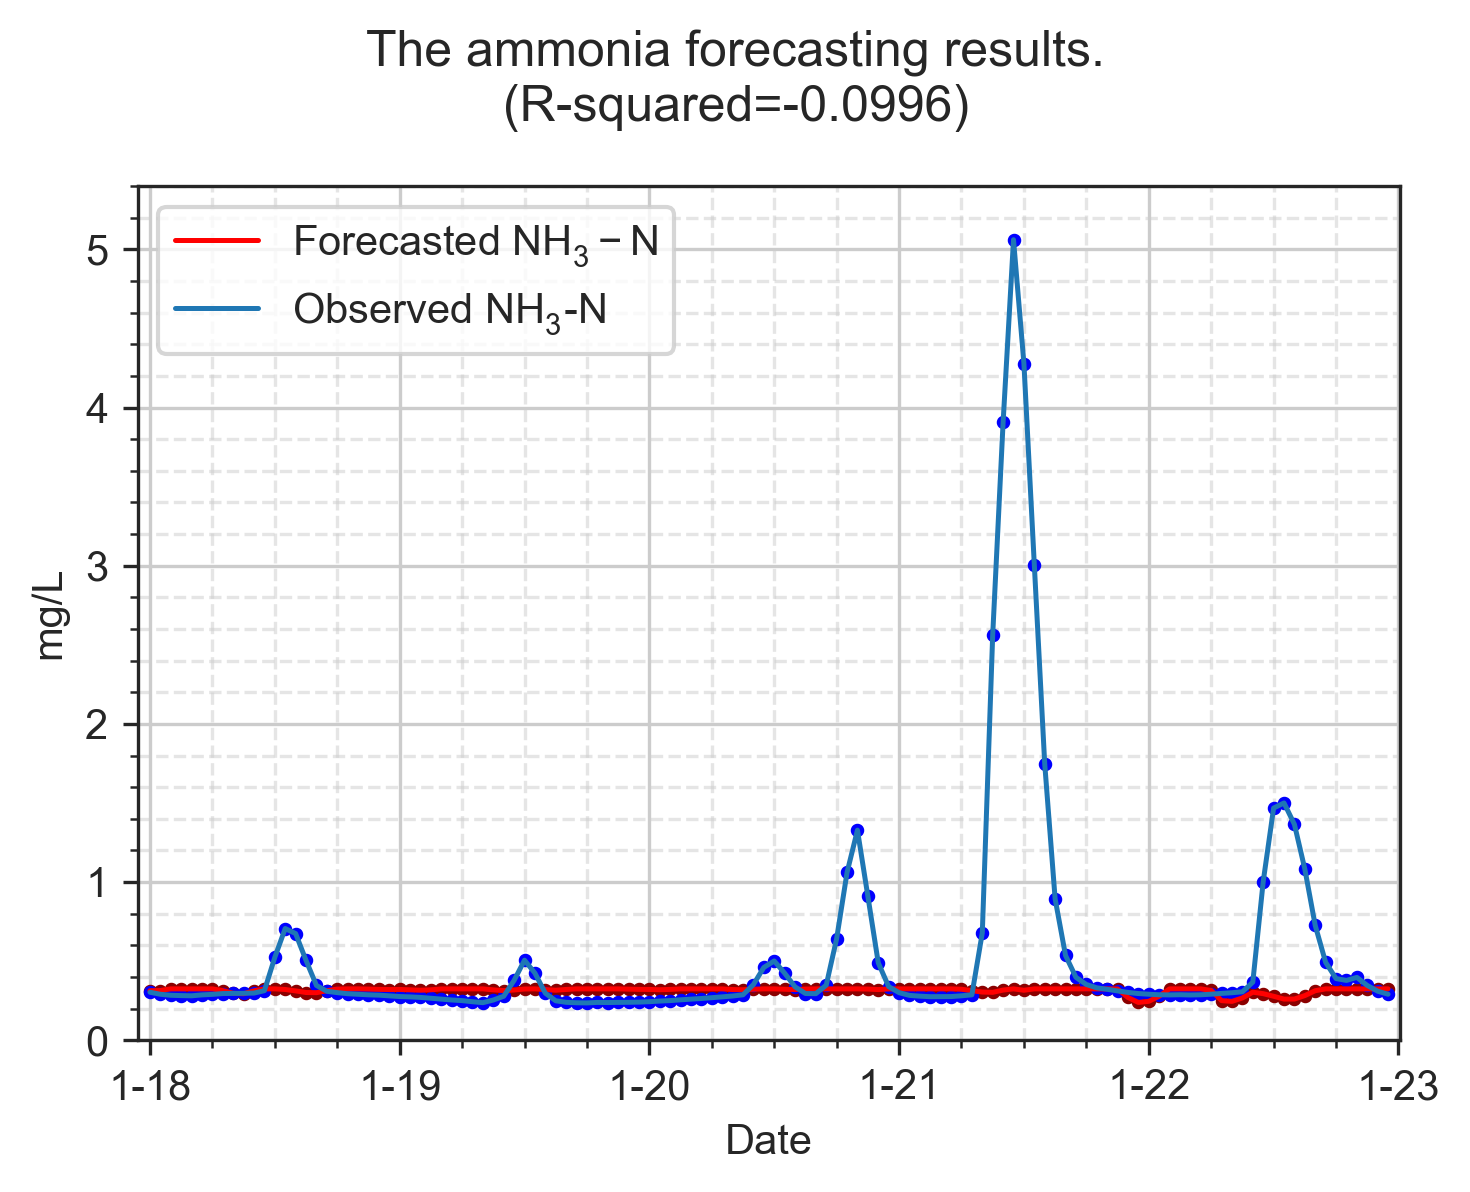 The ammonia forecasting results.
(R-squared=-0.0996)
Forecasted NH₃ − N
Observed NH₃-N
5
4
3
2
1
0
mg/L
1-18 1-19 1-20 1-21 1-22 1-23
Date